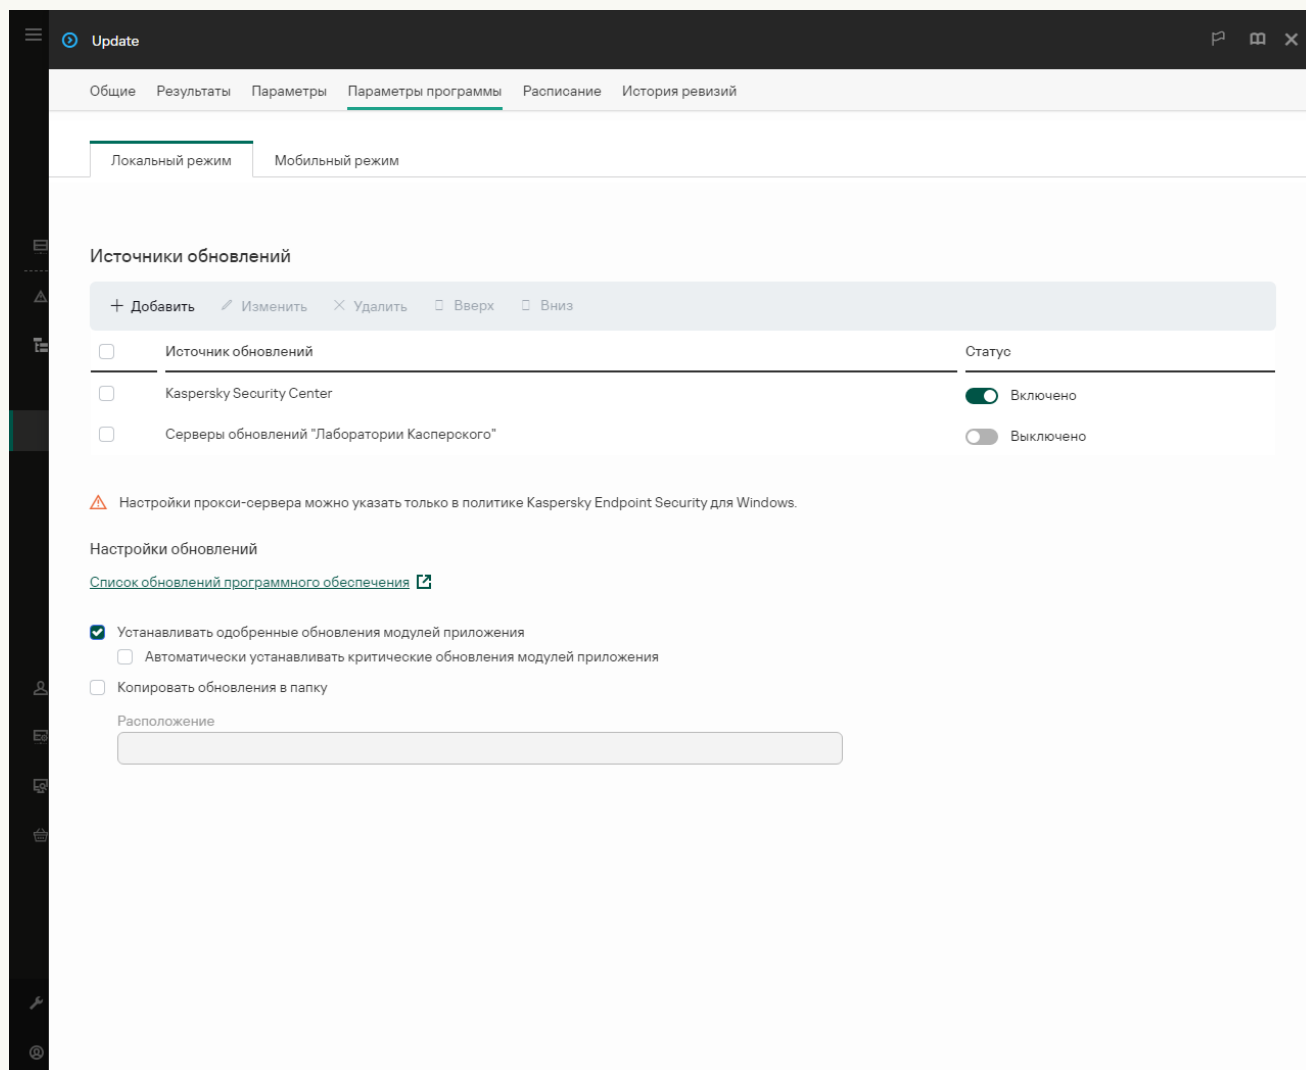 Update
Общие Результаты Параметры Параметры программы Расписание История ревизий
Локальный режим Мобильный режим
Источники обновлений
Добавить Изменить Удалить Вверх Вниз
Источник обновлений Статус
Kaspersky Security Center Включено
Серверы обновлений "Лаборатории Касперского" Выключено
Настройки прокси-сервера можно указать только в политике Kaspersky Endpoint Security для Windows.
Настройки обновлений
Список обновлений программного обеспечения
Устанавливать одобренные обновления модулей приложения
Автоматически устанавливать критические обновления модулей приложения
Копировать обновления в папку
Расположение